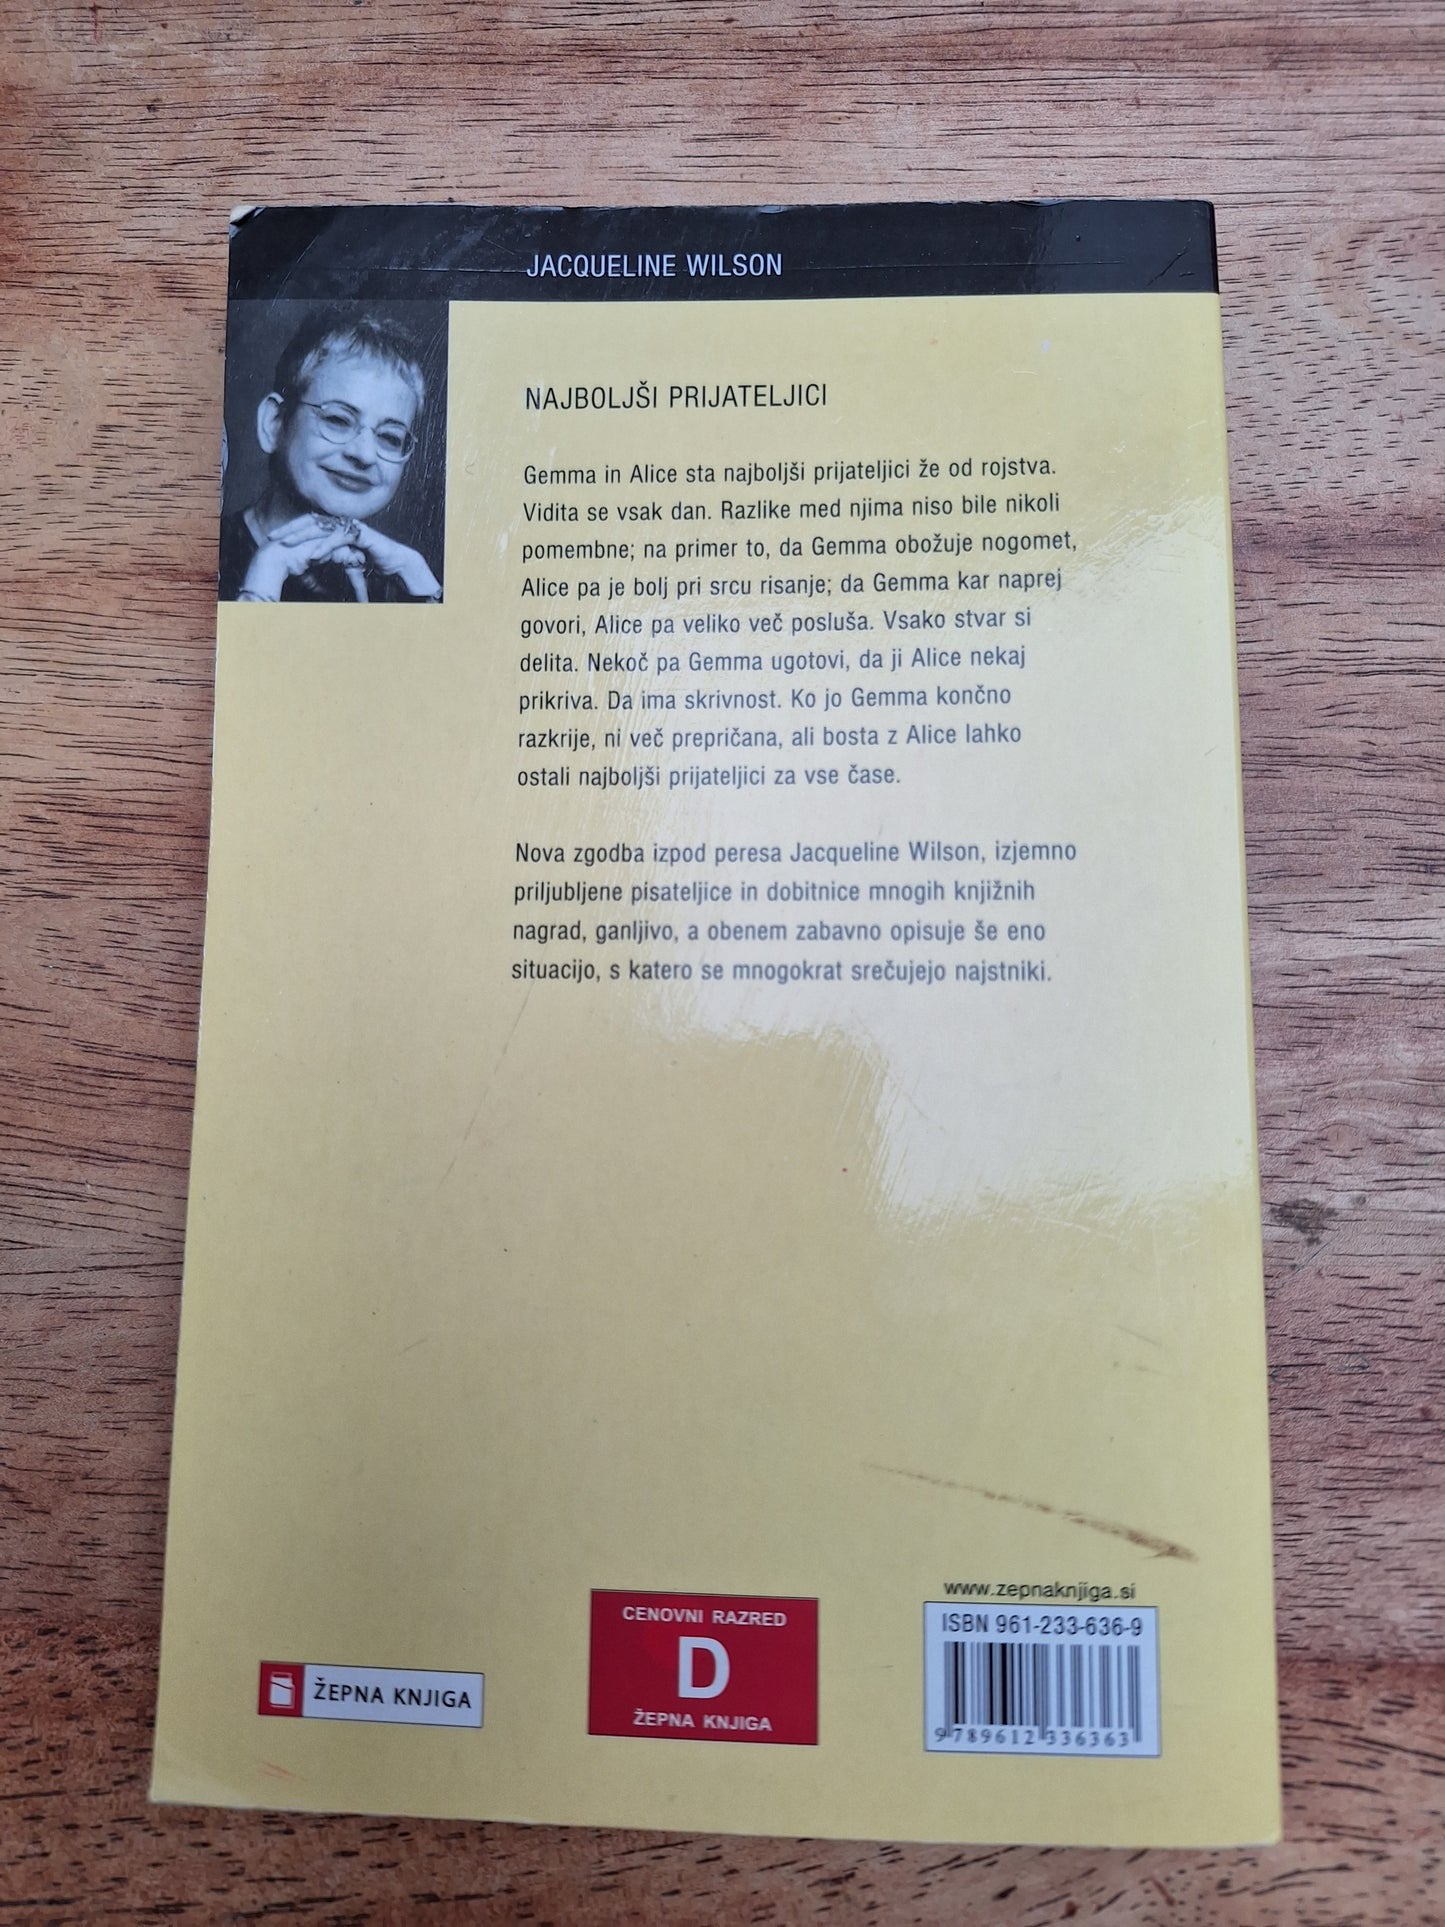 JACQUELINE WILSON
NAJBOLJŠI PRIJATELJICI
Gemma in Alice sta najboljši prijateljici že od rojstva.
Vidita se vsak dan. Razlike med njima niso bile nikoli
pomembne; na primer to, da Gemma obožuje nogomet,
Alice pa je bolj pri srcu risanje; da Gemma kar naprej
govori, Alice pa veliko več posluša. Vsako stvar si
delita. Nekoč pa Gemma ugotovi, da ji Alice nekaj
prikriva. Da ima skrivnost. Ko jo Gemma končno
razkrije, ni več prepričana, ali bosta z Alice lahko
ostali najboljši prijateljici za vse čase.
Nova zgodba izpod peresa Jacqueline Wilson, izjemno
priljubljene pisateljice in dobitnice mnogih knjižnih
nagrad, ganljivo, a obenem zabavno opisuje še eno
situacijo, s katero se mnogokrat srečujejo najstniki.
ŽEPNA KNJIGA
CENOVNI RAZRED
D
ŽEPNA KNJIGA
www.zepnaknjiga.si
ISBN 961-233-636-9
9 789612 336363